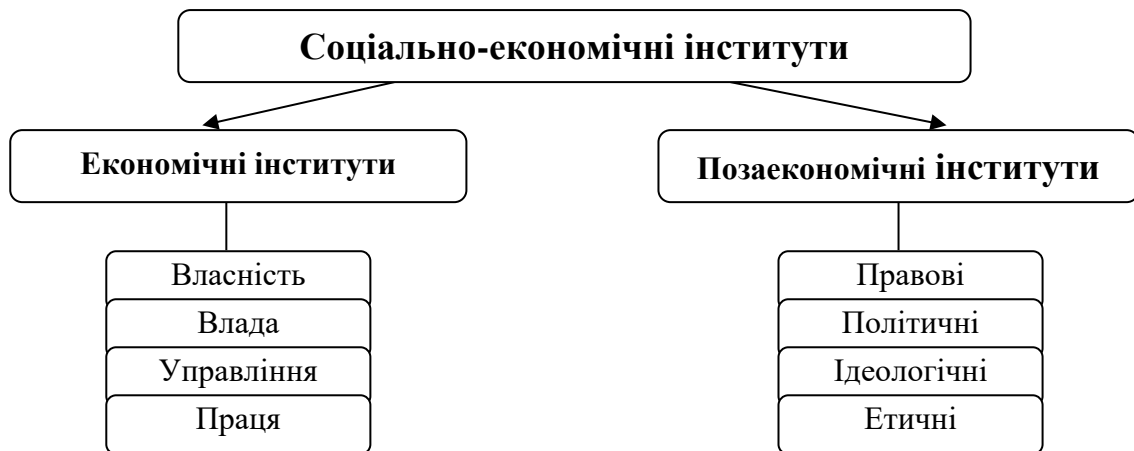 Соціально-економічні інститути
Економічні інститути
Позаекономічні інститути
Власність
Влада
Управління
Праця
Правові
Політичні
Ідеологічні
Етичні